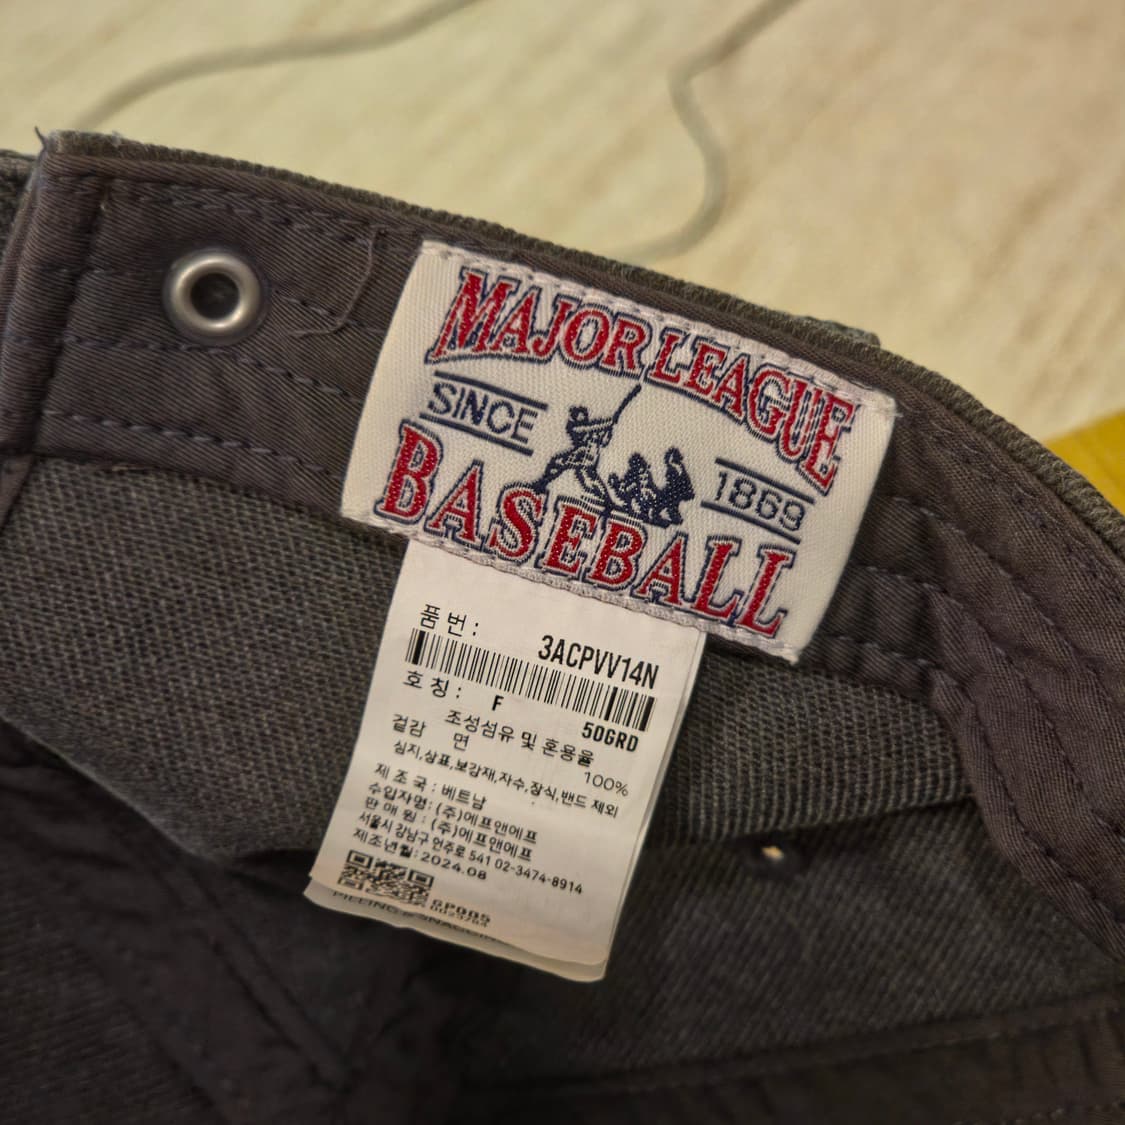 MAJOR LEAGUE
SINCE
1869
BASEBALL
품번:
3ACPVV14N
호칭: F
50GRD
조성섬유 및 혼용율
겉감 면 100%
심지,상표,보강재,자수,장식,밴드 제외
제조국: 베트남
수입자명: (주)에프앤에프
판매원: (주)에프앤에프
서울시 강남구 언주로 541 02-3474-8914
제조년월: 2024.08
GP005
PILLING & SNAGGING